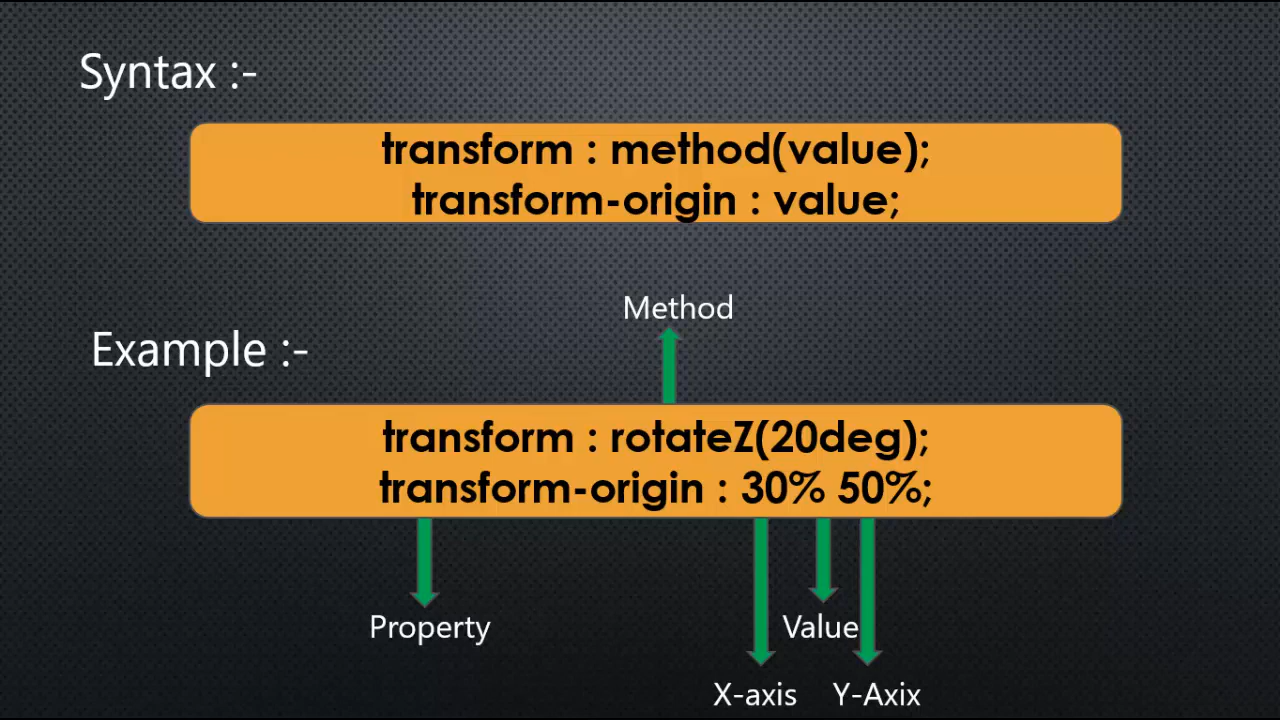 Syntax :-
transform : method(value);
transform-origin : value;
Method
Example :-
transform : rotateZ(20deg);
transform-origin : 30% 50%;
Property
Value
X-axis
Y-Axix